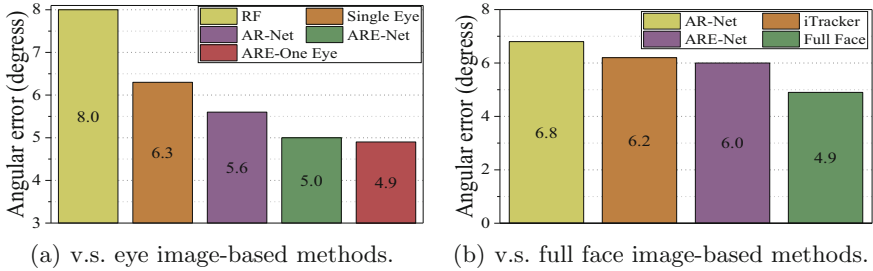 Angular error (degress)
8
7
6
5
4
3
RF
Single Eye
AR-Net
ARE-Net
ARE-One Eye
8.0
6.3
5.6
5.0
4.9
(a) v.s. eye image-based methods.
Angular error (degress)
8
6
4
2
0
AR-Net
iTracker
ARE-Net
Full Face
6.8
6.2
6.0
4.9
(b) v.s. full face image-based methods.